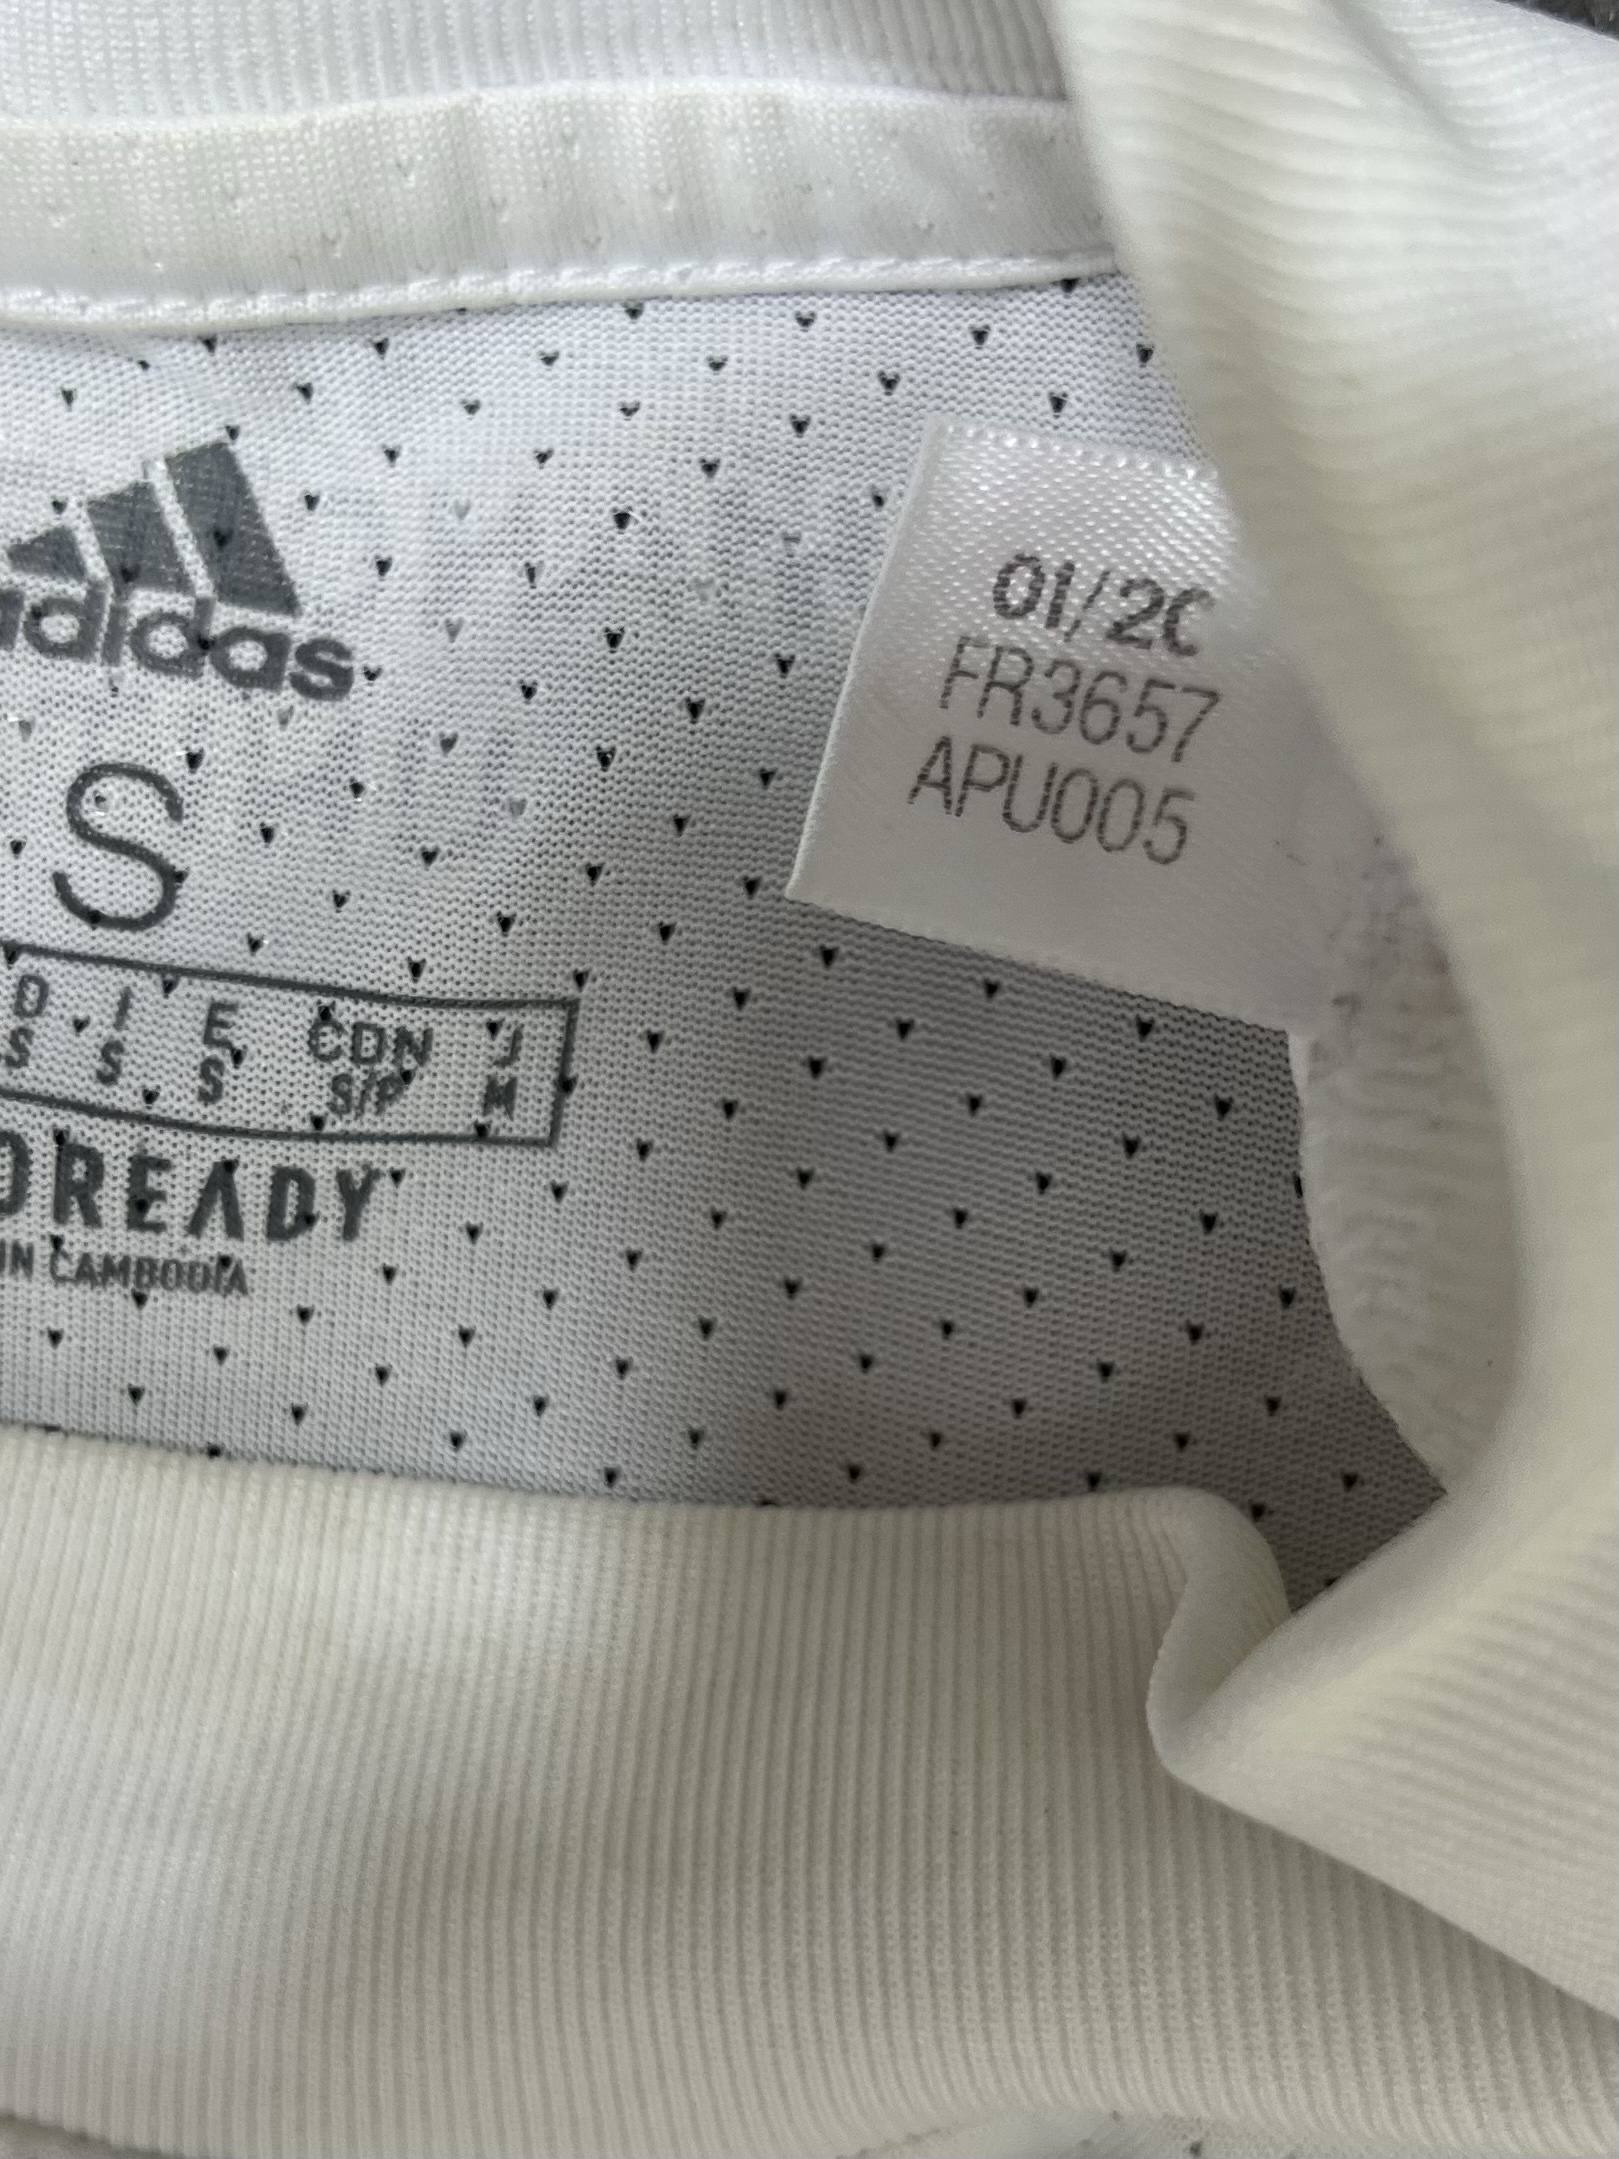 adidas
S
D I E CDN J
S S S S/P M
DREADY
IN CAMBODIA
01/20
FR3657
APU005